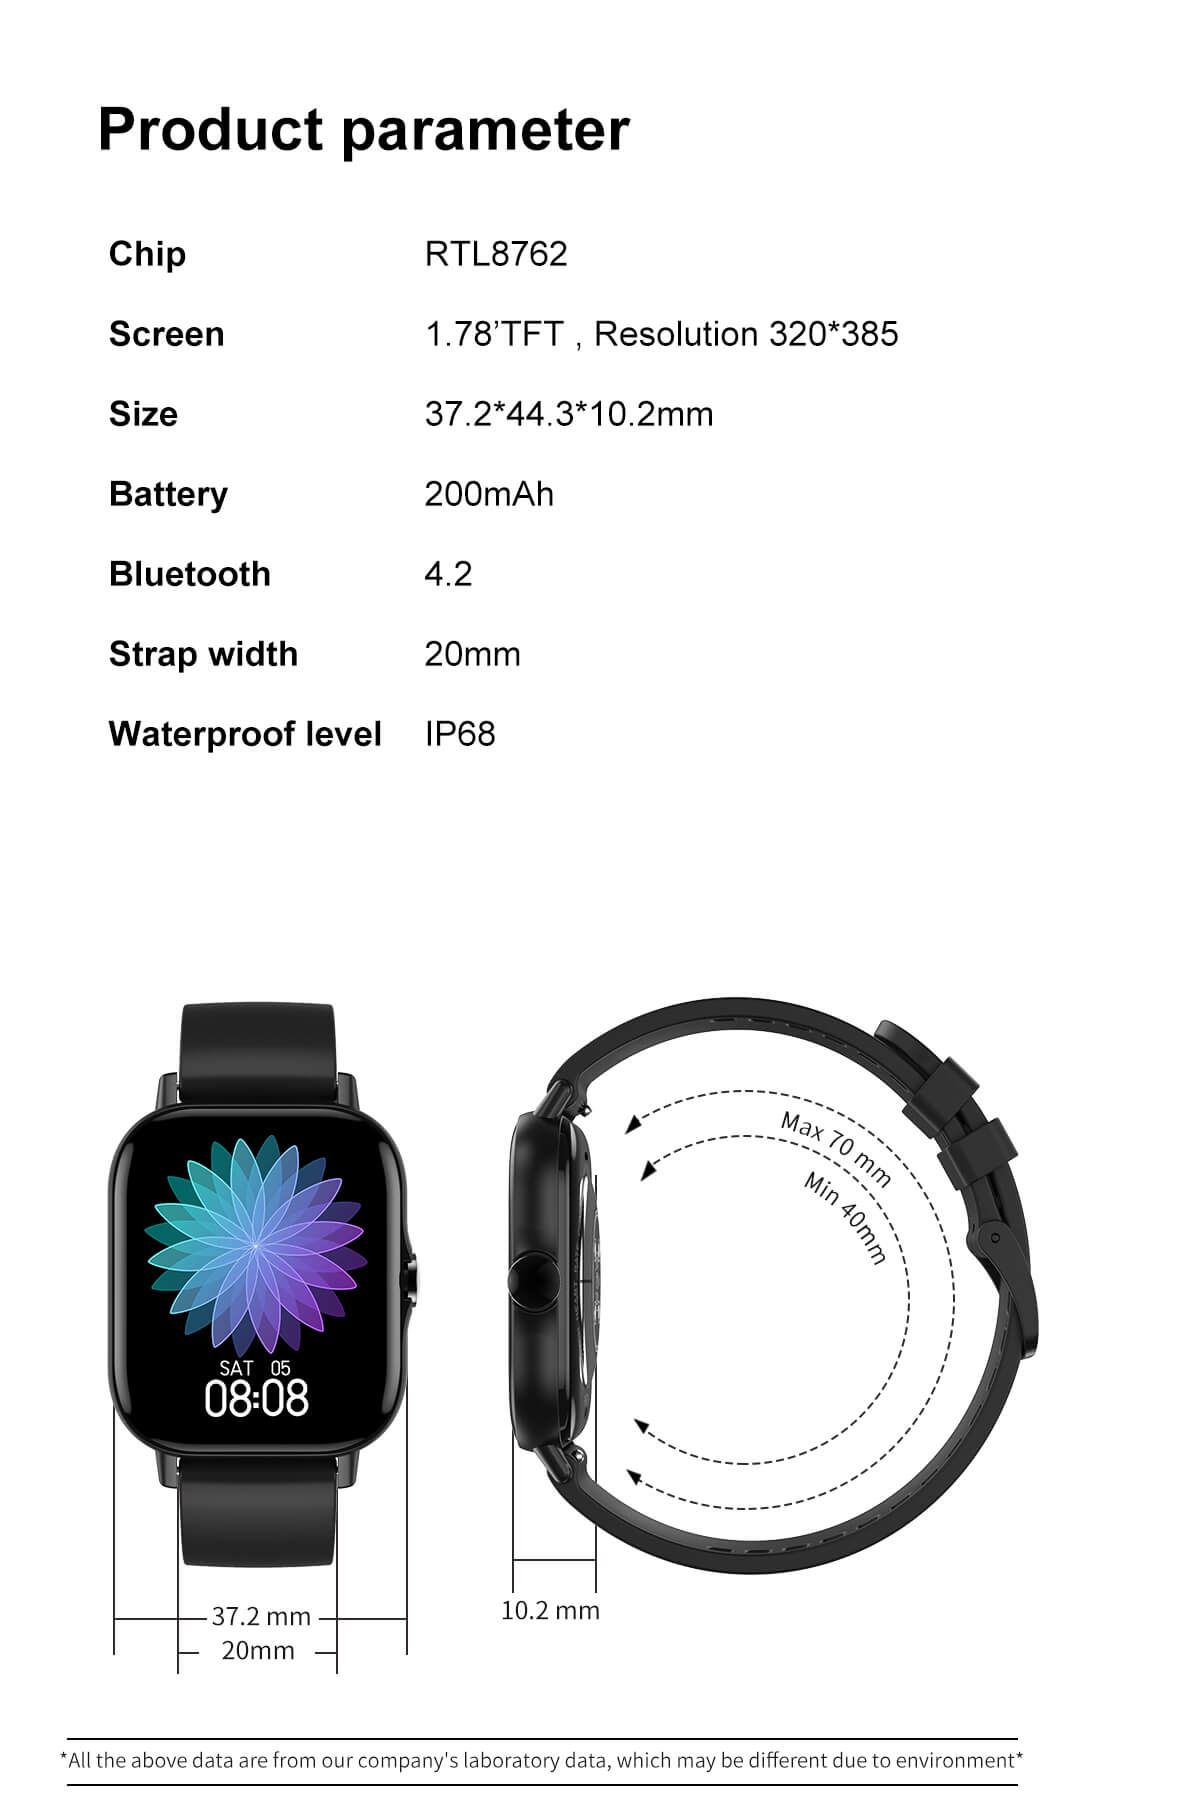 Product parameter
Chip RTL8762
Screen 1.78’TFT , Resolution 320*385
Size 37.2*44.3*10.2mm
Battery 200mAh
Bluetooth 4.2
Strap width 20mm
Waterproof level IP68
Max 70 mm
Min 40mm
SAT 05
08:08
37.2 mm
20mm
10.2 mm
*All the above data are from our company's laboratory data, which may be different due to environment*